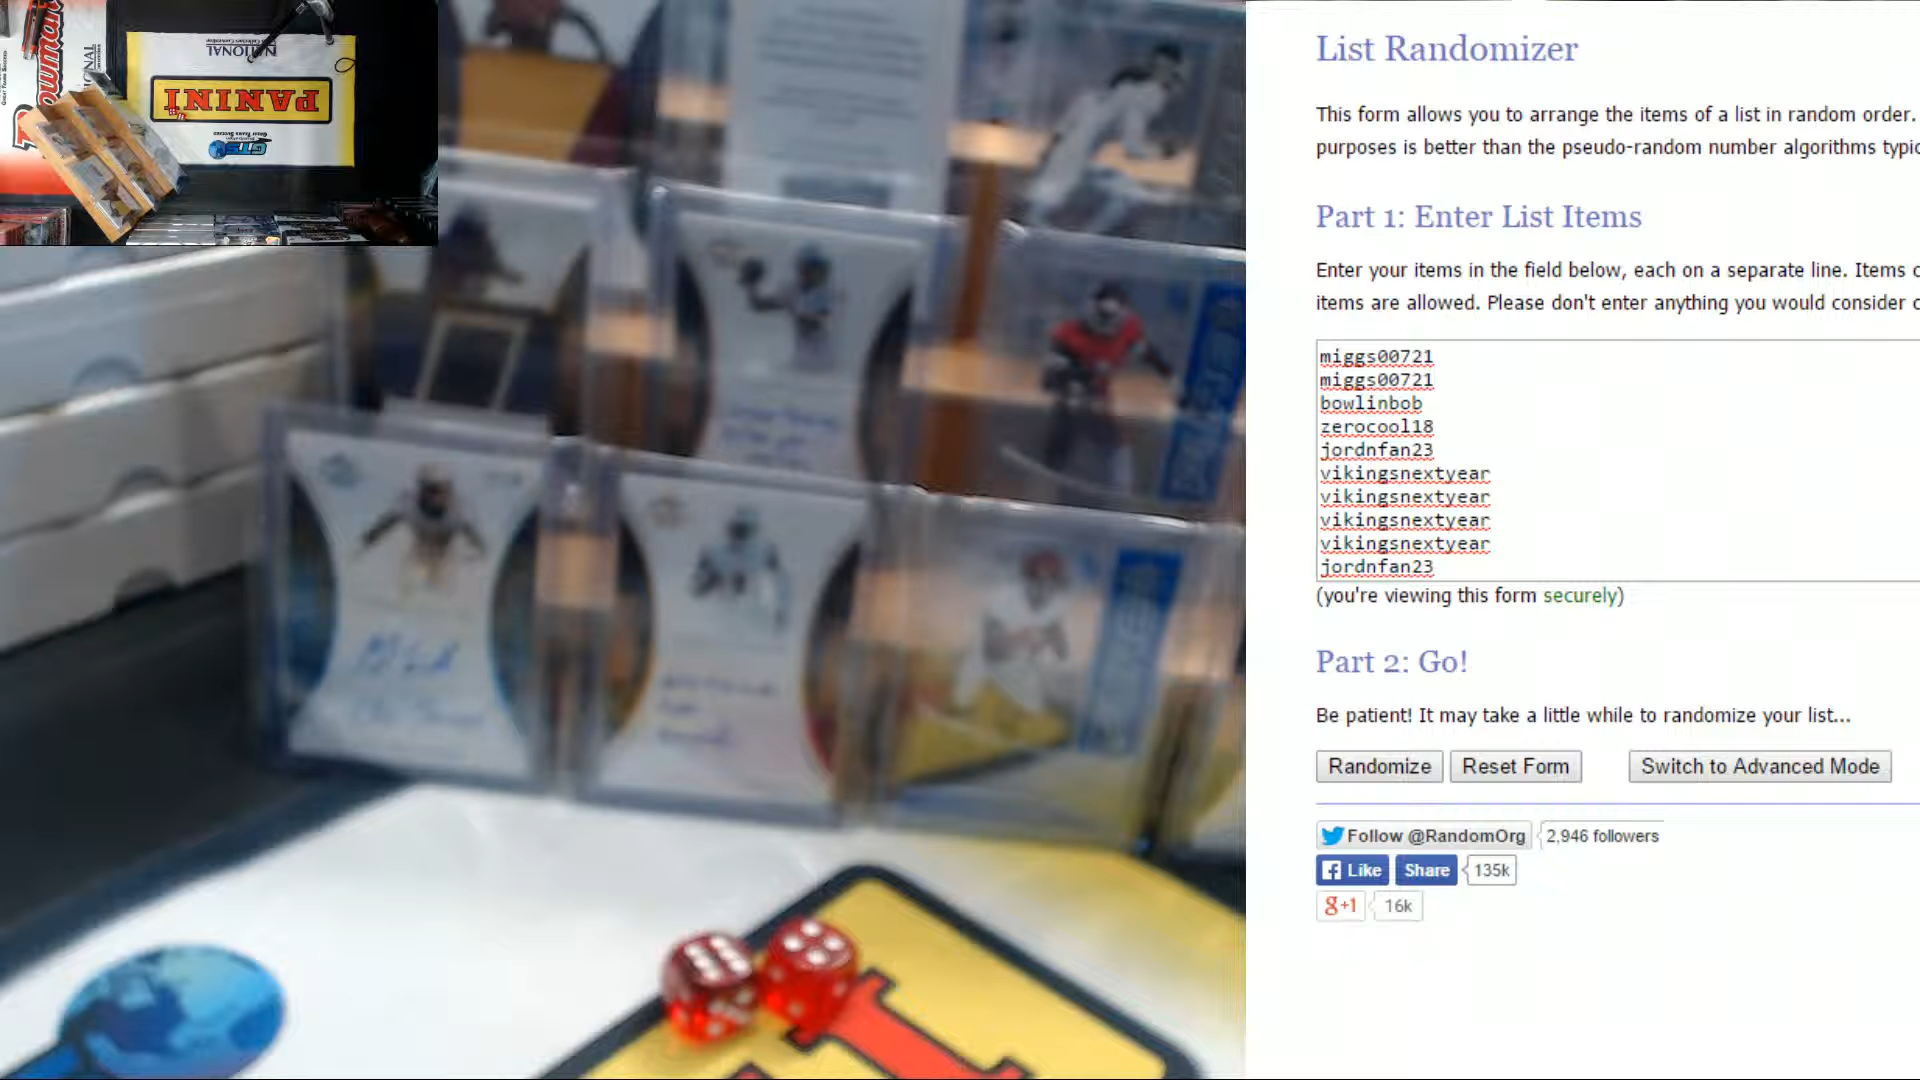 NATIONAL
PANINI
GTS
Bowman
List Randomizer
This form allows you to arrange the items of a list in random order.
purposes is better than the pseudo-random number algorithms typic
Part 1: Enter List Items
Enter your items in the field below, each on a separate line. Items c
items are allowed. Please don't enter anything you would consider c
miggs00721
miggs00721
bowlinbob
zerocool18
jordnfan23
vikingsnextyear
vikingsnextyear
vikingsnextyear
vikingsnextyear
jordnfan23
(you're viewing this form securely)
Part 2: Go!
Be patient! It may take a little while to randomize your list...
Randomize Reset Form Switch to Advanced Mode
Follow @RandomOrg 2,946 followers
Like Share 135k
g+1 16k